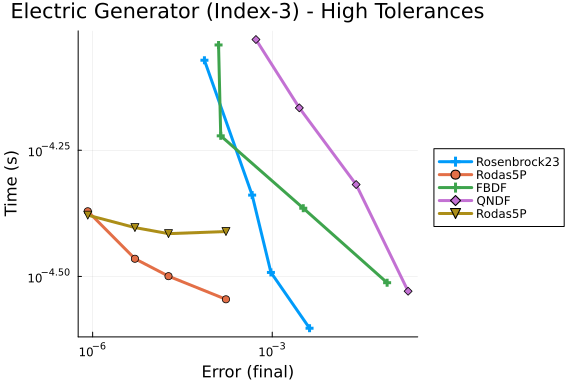 Electric Generator (Index-3) - High Tolerances
Time (s)
10^-4.25
10^-4.50
10^-6
10^-3
Error (final)
Rosenbrock23
Rodas5P
FBDF
QNDF
Rodas5P